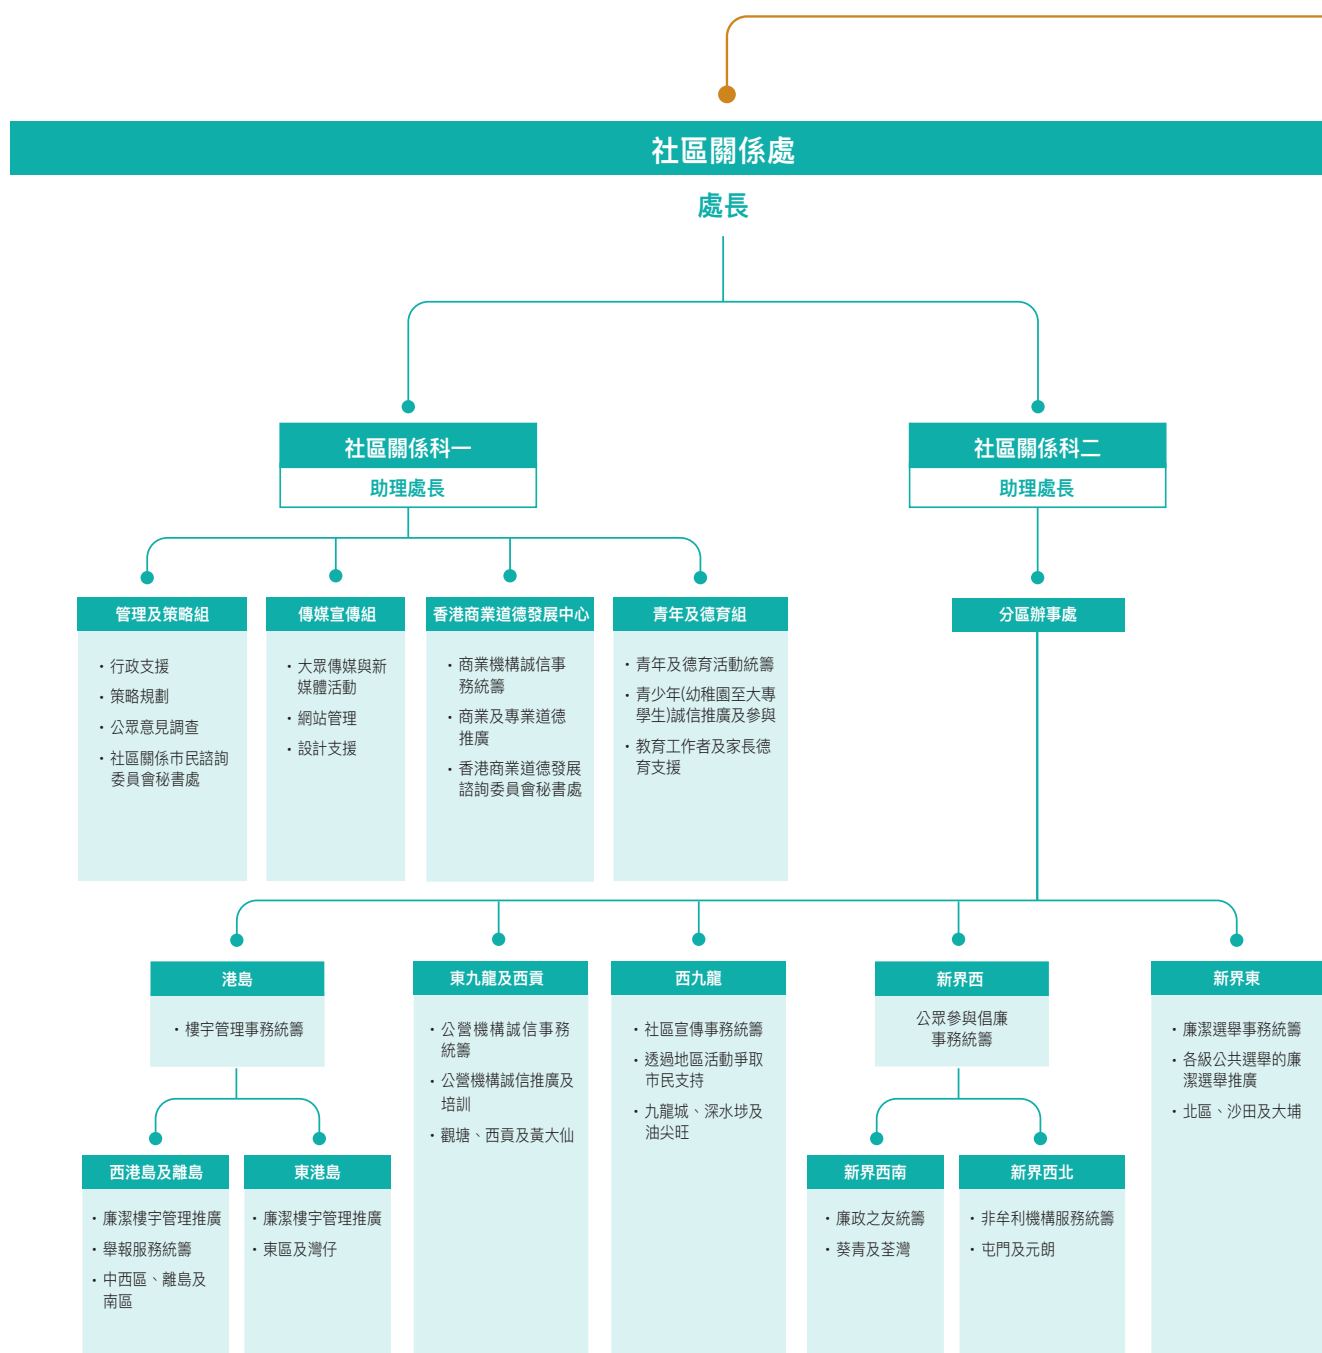 社區關係處
處長
社區關係科一
助理處長
社區關係科二
助理處長
管理及策略組
・行政支援
・策略規劃
・公眾意見調查
・社區關係市民諮詢
委員會秘書處
傳媒宣傳組
・大眾傳媒與新
媒體活動
・網站管理
・設計支援
香港商業道德發展中心
・商業機構誠信事
務統籌
・商業及專業道德
推廣
・香港商業道德發展
諮詢委員會秘書處
青年及德育組
・青年及德育活動統籌
・青少年(幼稚園至大專
學生)誠信推廣及參與
・教育工作者及家長德
育支援
分區辦事處
港島
・樓宇管理事務統籌
西港島及離島
・廉潔樓宇管理推廣
・舉報服務統籌
・中西區、離島及
南區
東港島
・廉潔樓宇管理推廣
・東區及灣仔
東九龍及西貢
・公營機構誠信事務
統籌
・公營機構誠信推廣及
培訓
・觀塘、西貢及黃大仙
西九龍
・社區宣傳事務統籌
・透過地區活動爭取
市民支持
・九龍城、深水埗及
油尖旺
新界西
公眾參與倡廉
事務統籌
新界西南
・廉政之友統籌
・葵青及荃灣
新界西北
・非牟利機構服務統籌
・屯門及元朗
新界東
・廉潔選舉事務統籌
・各級公共選舉的廉
潔選舉推廣
・北區、沙田及大埔